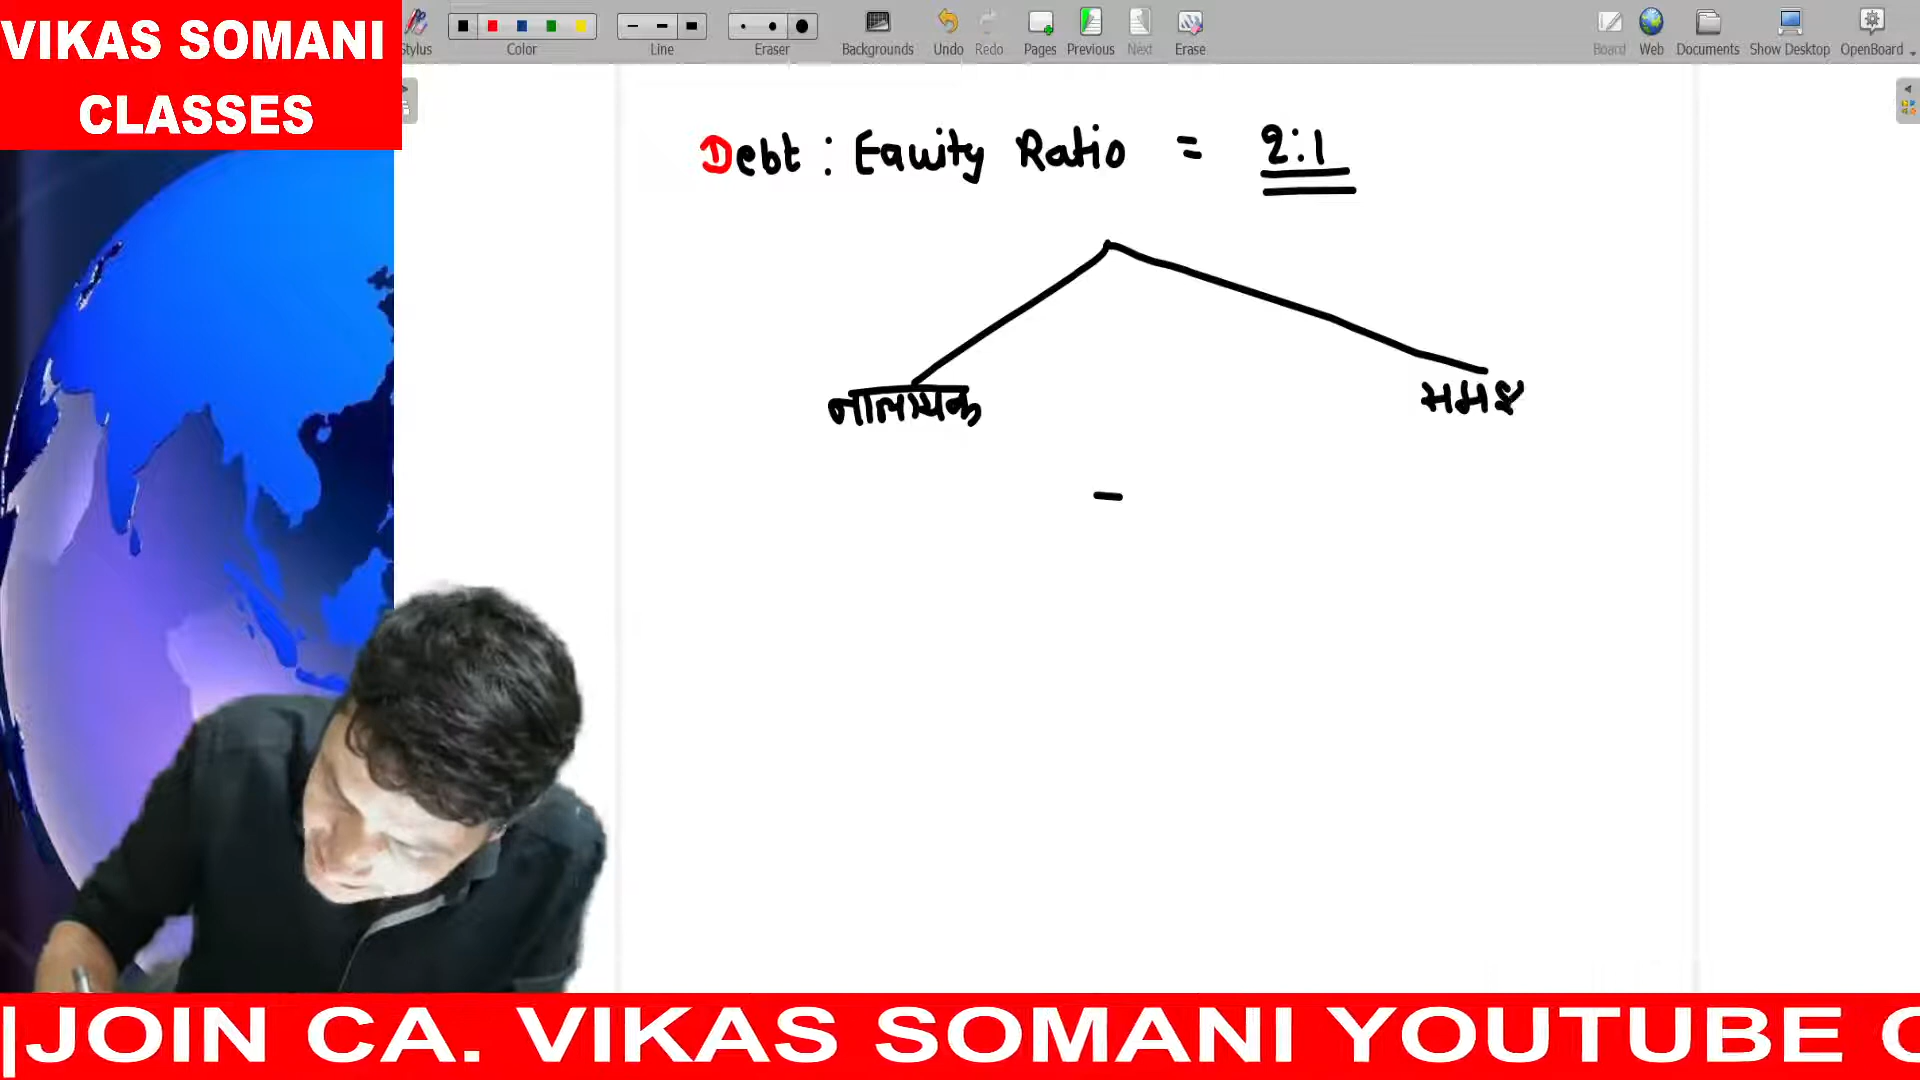 VIKAS SOMANI
CLASSES
Stylus
Color
Line
Eraser
Backgrounds
Undo
Redo
Pages
Previous
Next
Erase
Board
Web
Documents
Show Desktop
OpenBoard
Debt : Equity Ratio = 2:1
नालायक
|JOIN CA. VIKAS SOMANI YOUTUBE C